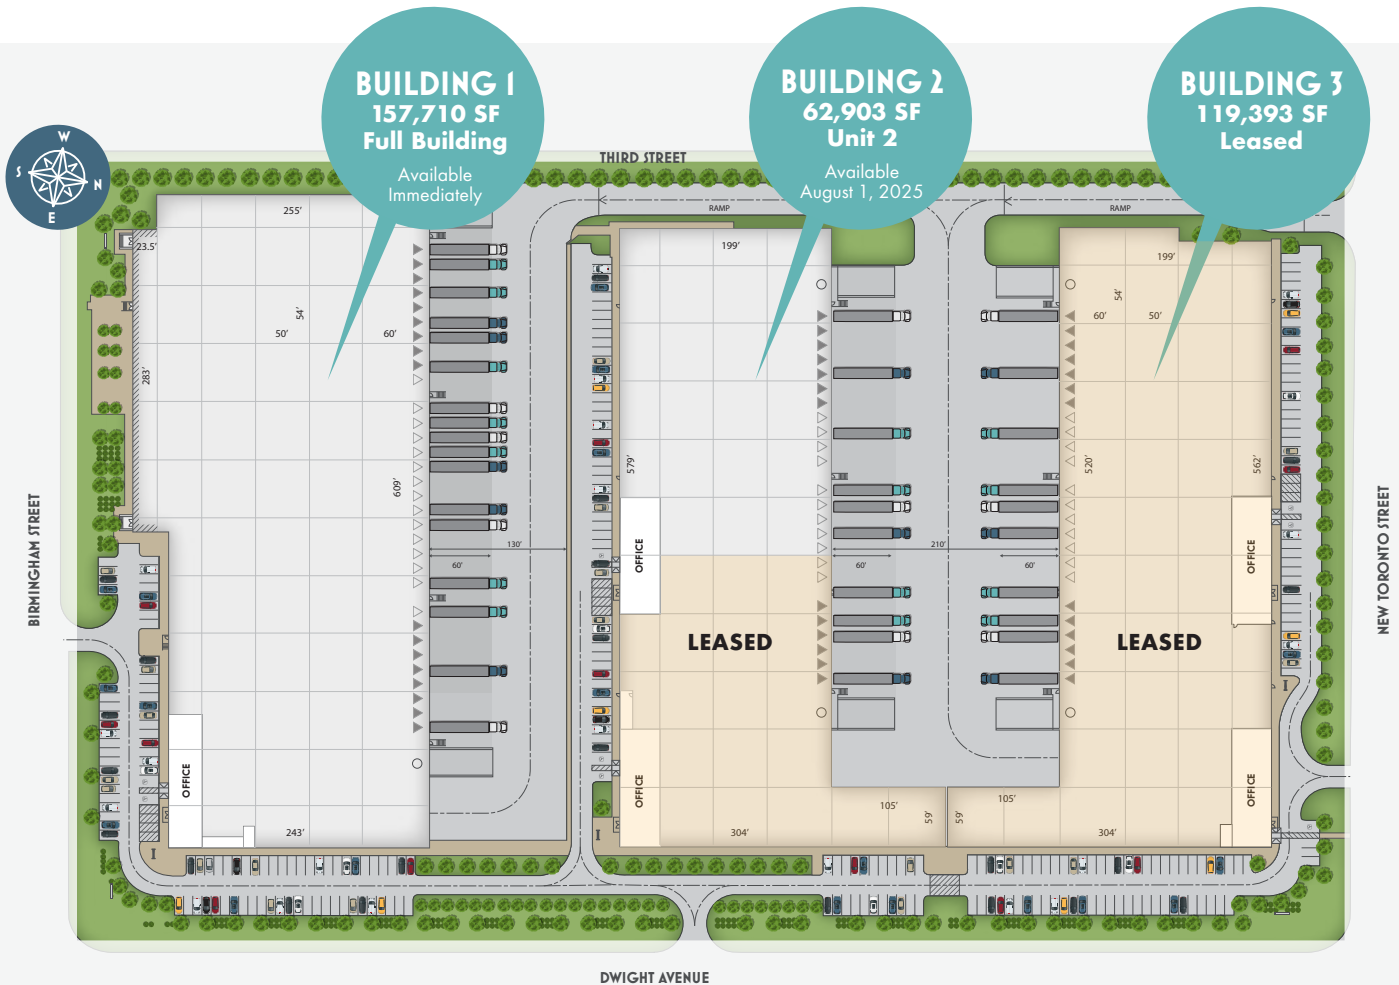 BUILDING 1
157,710 SF
Full Building
Available
Immediately
BUILDING 2
62,903 SF
Unit 2
Available
August 1, 2025
BUILDING 3
119,393 SF
Leased
W
S
N
E
THIRD STREET
RAMP
RAMP
255'
23.5'
54'
50'
60'
283'
609'
130'
60'
OFFICE
243'
199'
579'
OFFICE
LEASED
OFFICE
304'
105'
59'
210'
60'
60'
199'
54'
60'
50'
520'
562'
OFFICE
LEASED
OFFICE
105'
59'
304'
BIRMINGHAM STREET
NEW TORONTO STREET
DWIGHT AVENUE